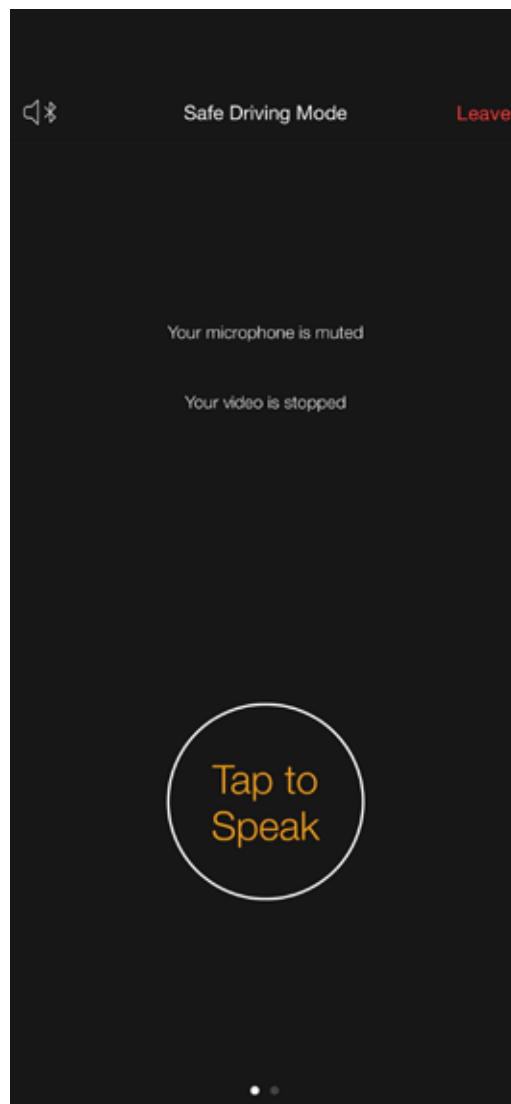 Safe Driving Mode
Leave
Your microphone is muted
Your video is stopped
Tap to
Speak